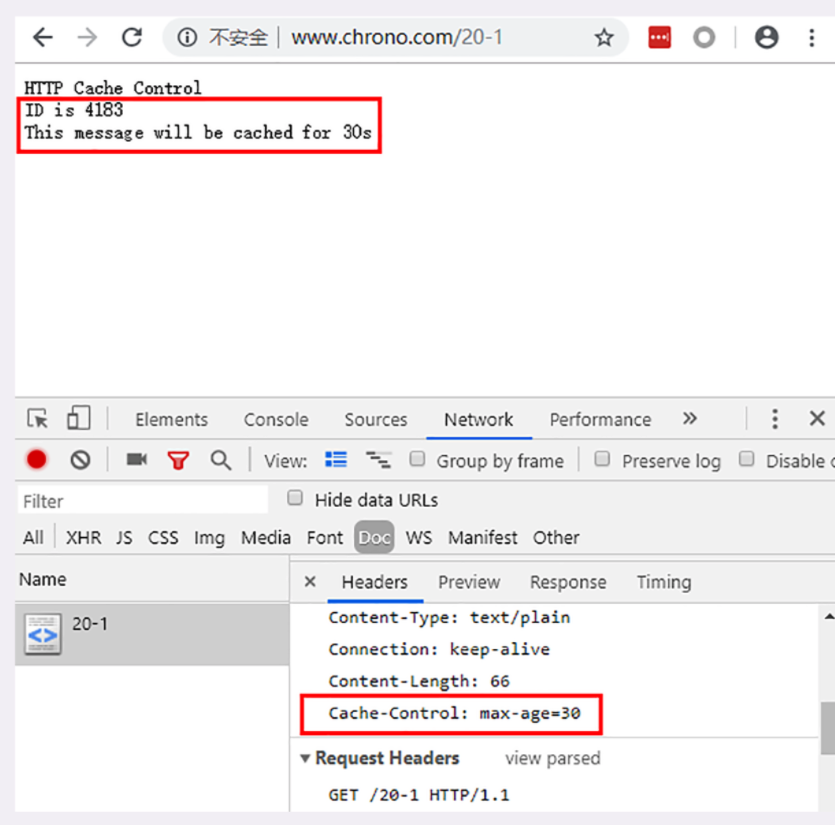 不安全 www.chrono.com/20-1
HTTP Cache Control
ID is 4183
This message will be cached for 30s
Elements Console Sources Network Performance »
View: Group by frame Preserve log Disable
Filter Hide data URLs
All XHR JS CSS Img Media Font Doc WS Manifest Other
Name × Headers Preview Response Timing
20-1
Content-Type: text/plain
Connection: keep-alive
Content-Length: 66
Cache-Control: max-age=30
Request Headers view parsed
GET /20-1 HTTP/1.1